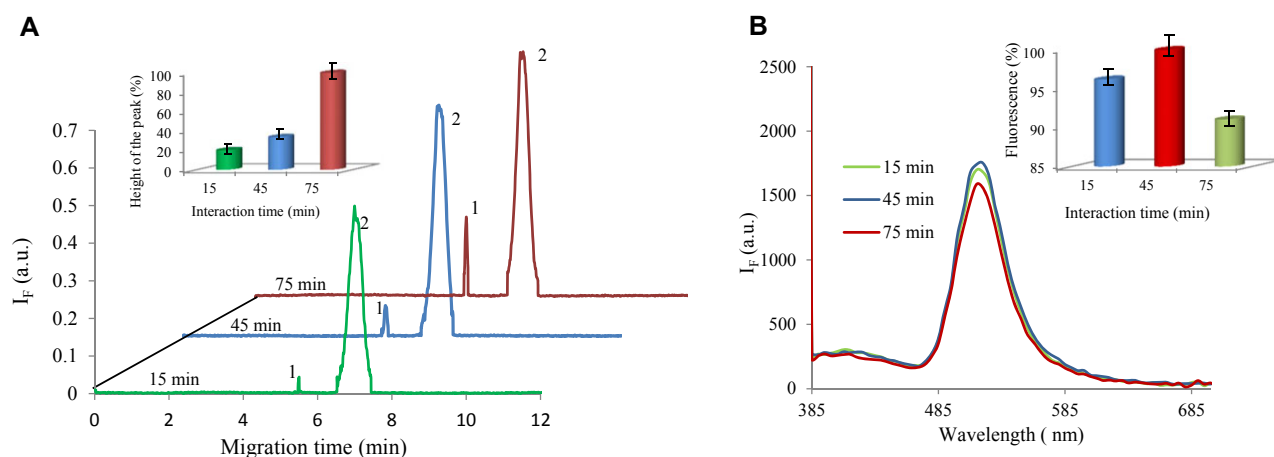 A
Height of the peak (%)
100
80
60
40
20
0
15 45 75
Interaction time (min)
I_F (a.u.)
0.7
0.6
0.5
0.4
0.3
0.2
0.1
0
2
2
2
1
1
1
75 min
45 min
15 min
0 2 4 6 8 10 12
Migration time (min)
B
Fluorescence (%)
100
95
90
85
15 45 75
Interaction time (min)
I_F (a.u.)
2500
2000
1500
1000
500
0
15 min
45 min
75 min
385 485 585 685
Wavelength ( nm)